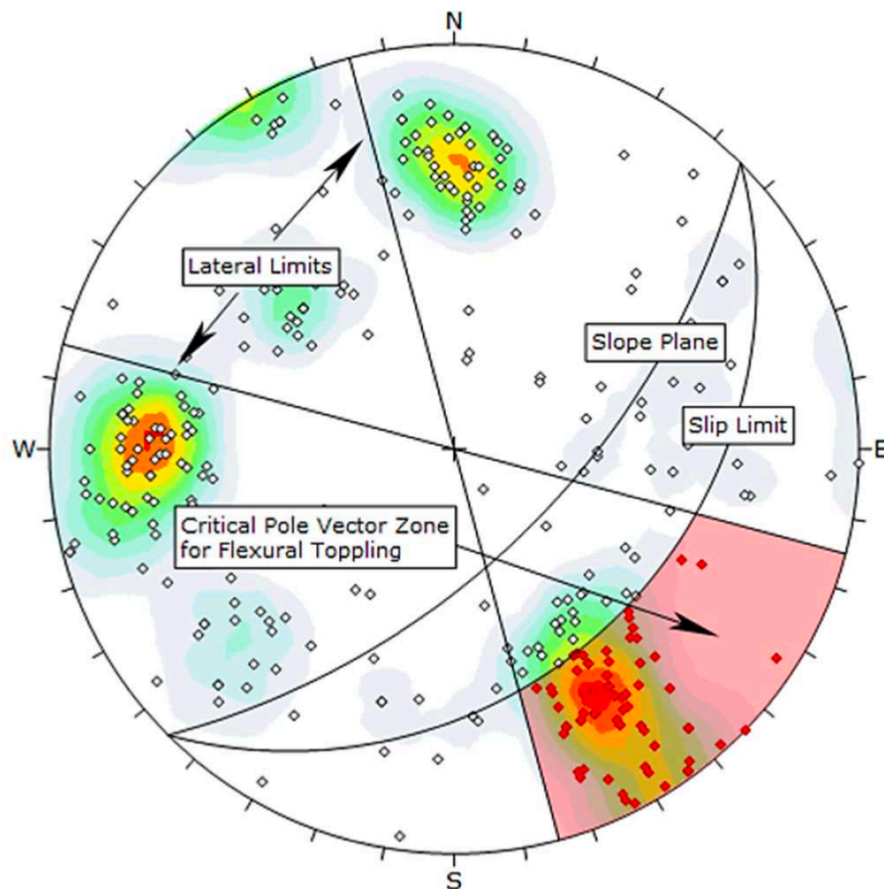 N
Lateral Limits
Slope Plane
Slip Limit
W
E
Critical Pole Vector Zone
for Flexural Toppling
S